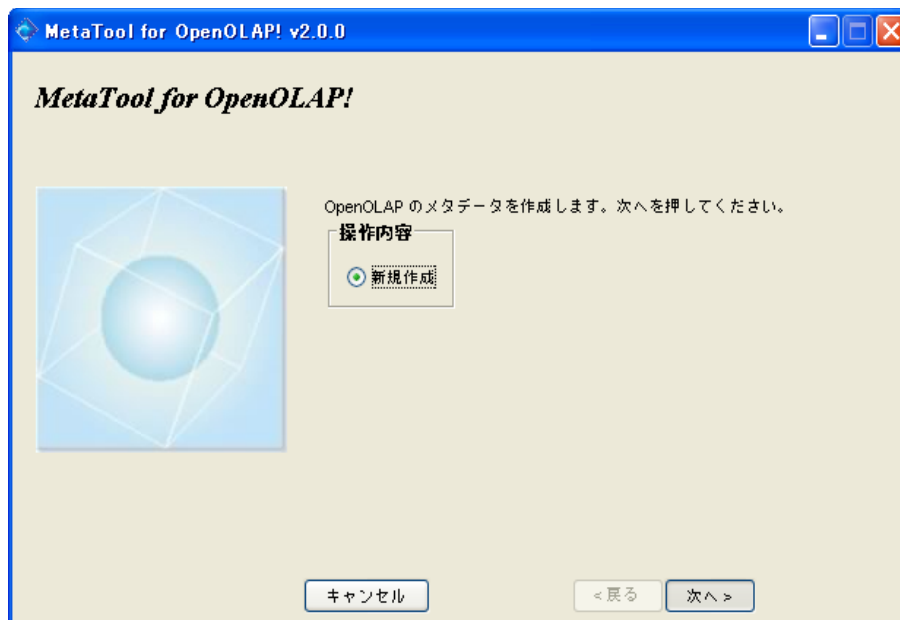 MetaTool for OpenOLAP! v2.0.0
MetaTool for OpenOLAP!
OpenOLAP のメタデータを作成します。次へを押してください。
操作内容
新規作成
キャンセル
<戻る
次へ>